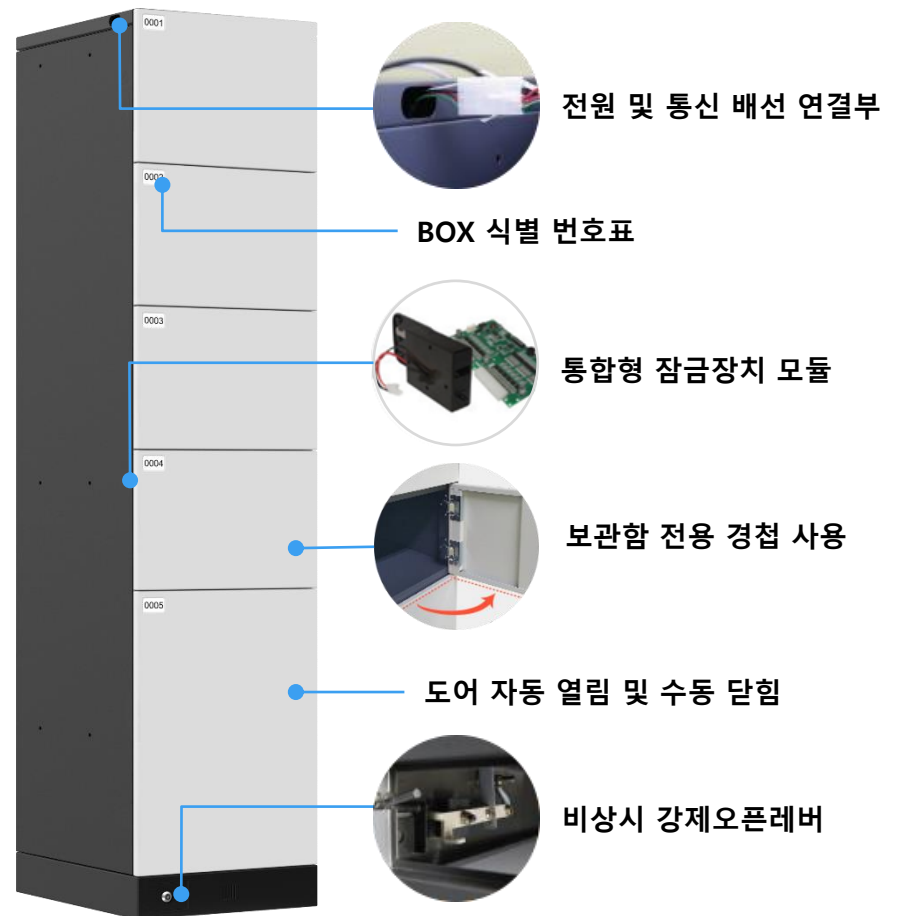 0001
전원 및 통신 배선 연결부
0002
BOX 식별 번호표
0003
통합형 잠금장치 모듈
0004
보관함 전용 경첩 사용
0005
도어 자동 열림 및 수동 닫힘
비상시 강제오픈레버